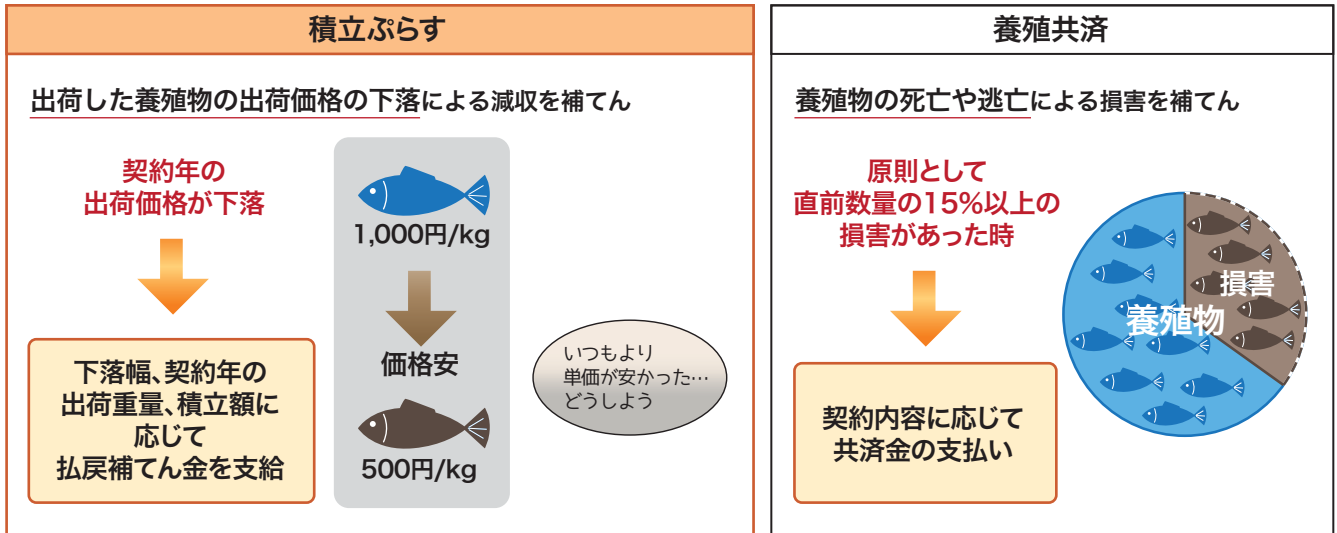 積立ぷらす
出荷した養殖物の出荷価格の下落による減収を補てん
契約年の
出荷価格が下落
下落幅、契約年の
出荷重量、積立額に
応じて
払戻補てん金を支給
1,000円/kg
価格安
500円/kg
いつもより
単価が安かった…
どうしよう
養殖共済
養殖物の死亡や逃亡による損害を補てん
原則として
直前数量の15%以上の
損害があった時
契約内容に応じて
共済金の支払い
損害
養殖物